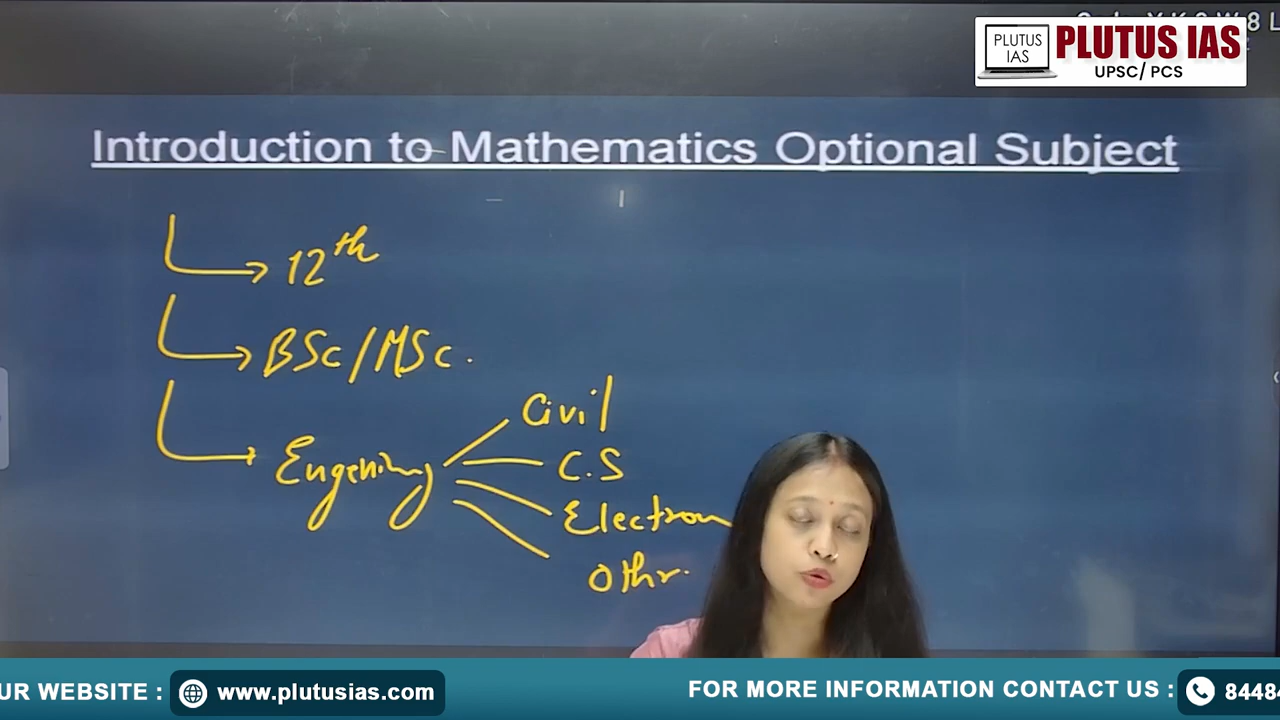 PLUTUS IAS
PLUTUS IAS
UPSC/ PCS
Introduction to Mathematics Optional Subject
12th
BSc/MSc.
Engening
Civil
C.S
Electron
Othr.
UR WEBSITE : www.plutusias.com
FOR MORE INFORMATION CONTACT US : 8448